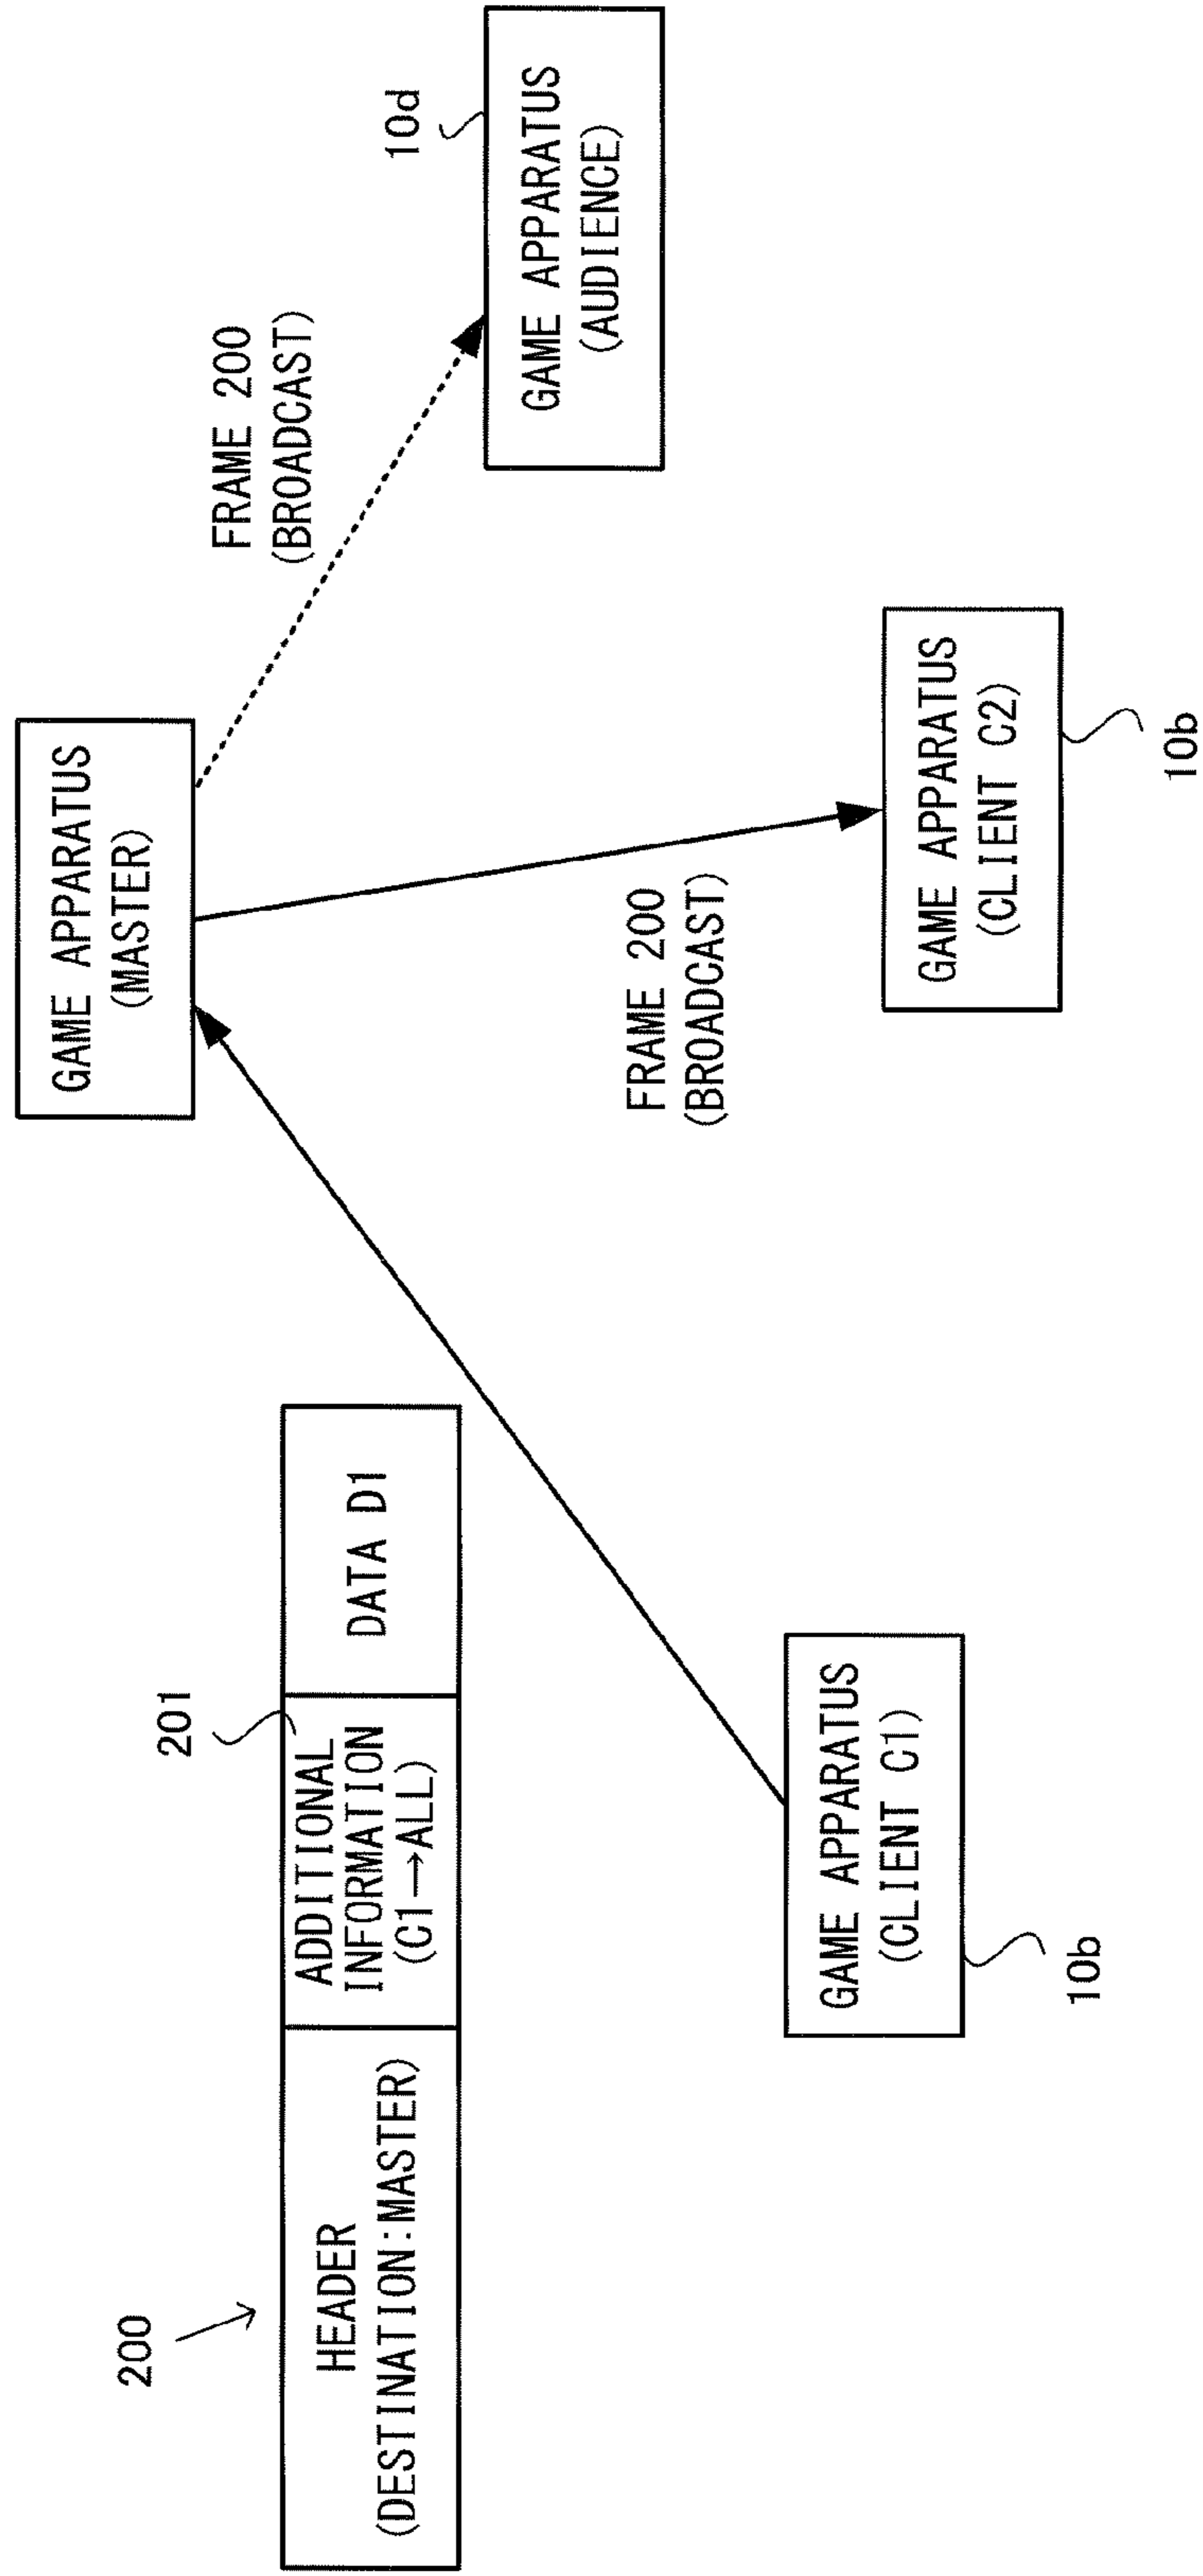 GAME APPARATUS
(MASTER)
FRAME 200
(BROADCAST)
10d
GAME APPARATUS
(AUDIENCE)
200
201
HEADER
(DESTINATION:MASTER)
ADDITIONAL
INFORMATION
(C1→ALL)
DATA D1
FRAME 200
(BROADCAST)
GAME APPARATUS
(CLIENT C1)
10b
GAME APPARATUS
(CLIENT C2)
10b